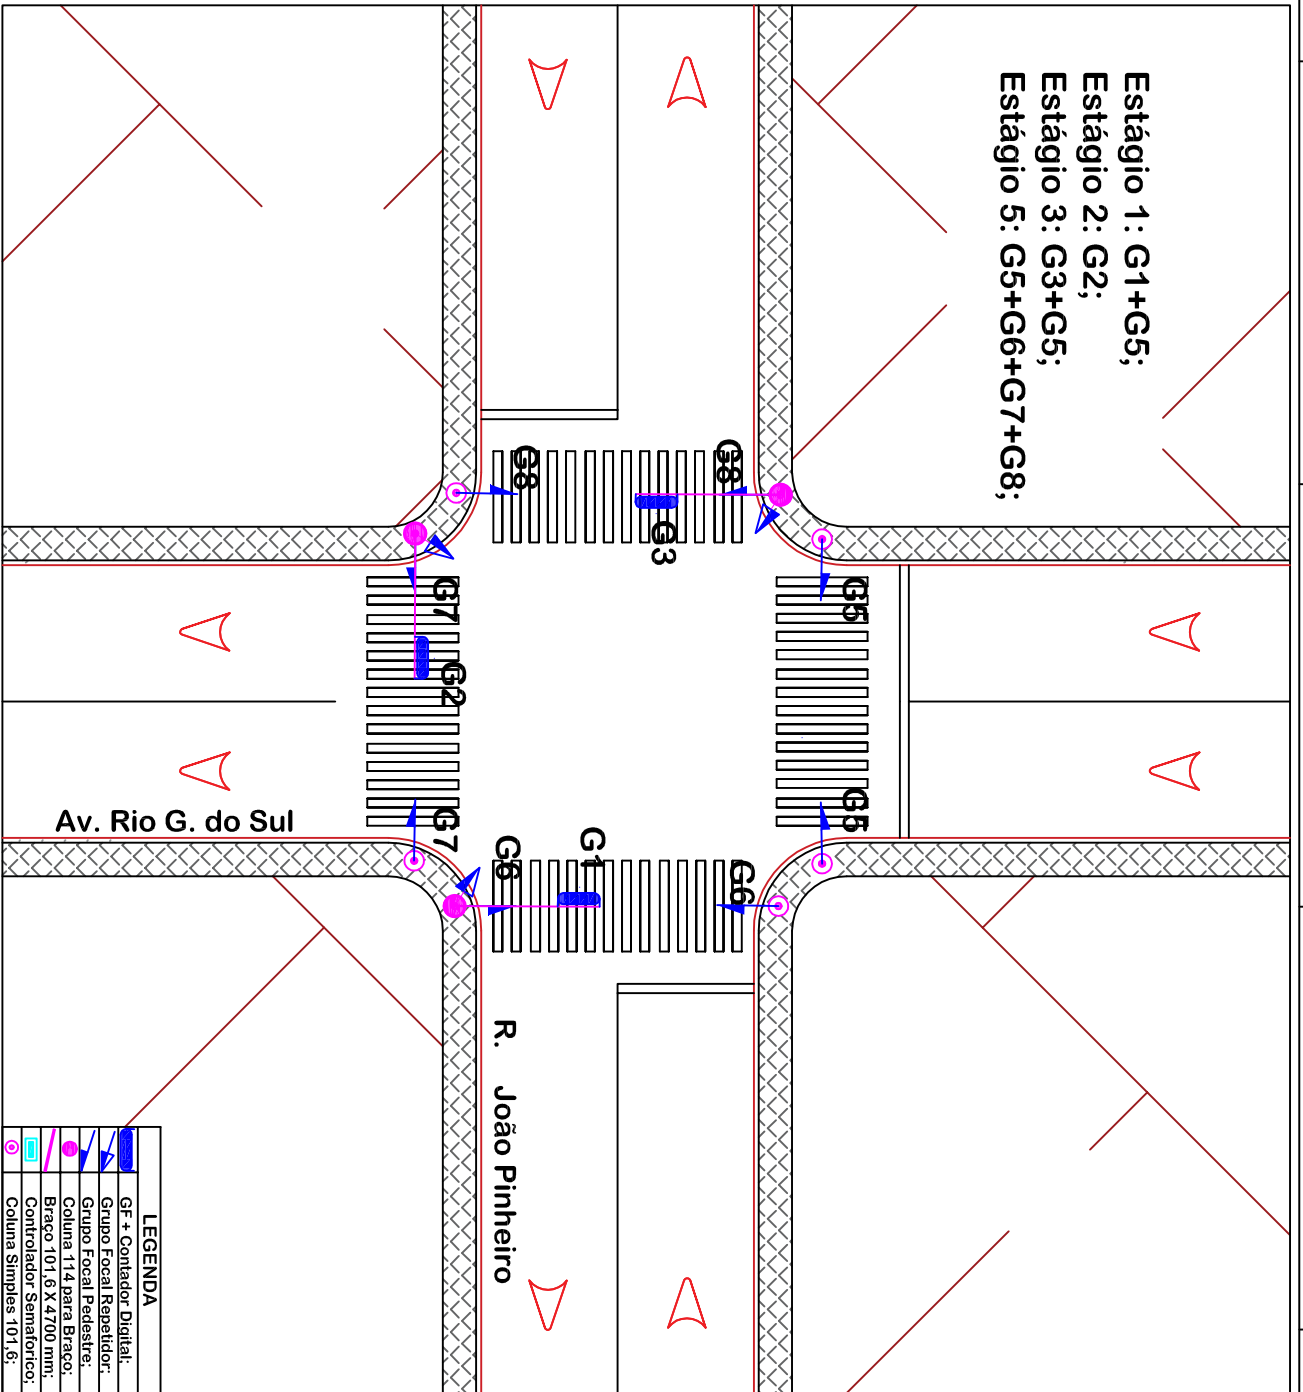 Estágio 1: G1+G5;
Estágio 2: G2;
Estágio 3: G3+G5;
Estágio 5: G5+G6+G7+G8;
G8
G8
G3
G7
G5
G2
G5
G7
G6
G1
G6
Av. Rio G. do Sul
R. João Pinheiro
LEGENDA
GF + Contador Digital;
Grupo Focal Repetidor;
Grupo Focal Pedestre;
Coluna 114 para Braço;
Braço 101,6 X 4700 mm;
Controlador Semaforico;
Coluna Simples 101,6;